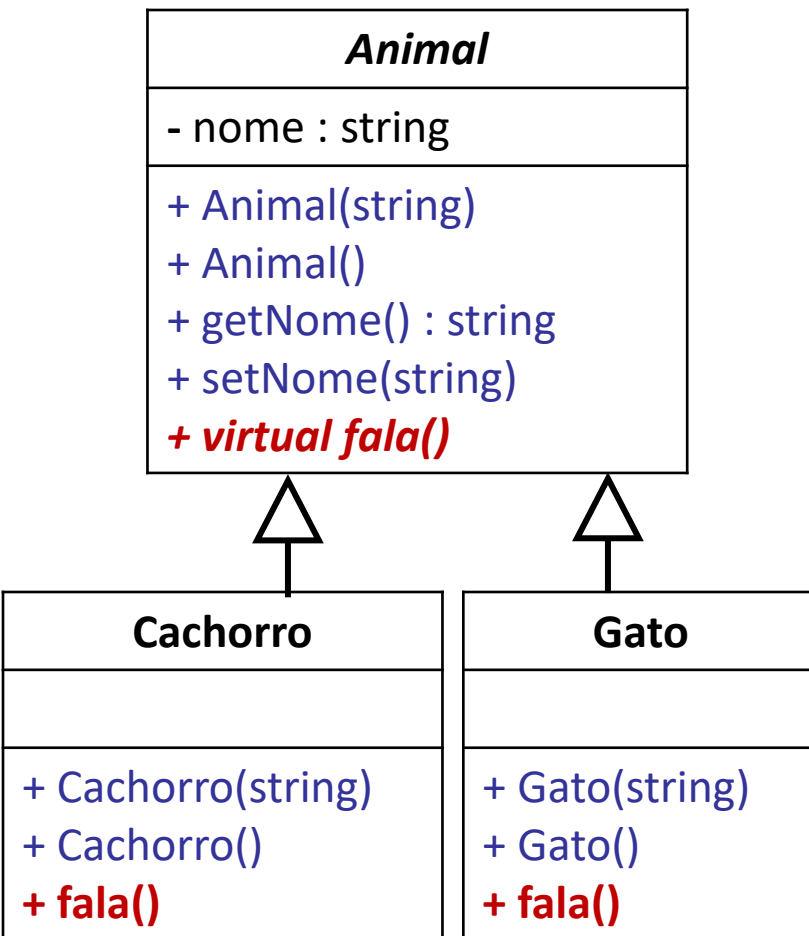 Animal
- nome : string
+ Animal(string)
+ Animal()
+ getNome() : string
+ setNome(string)
+ virtual fala()
Cachorro
+ Cachorro(string)
+ Cachorro()
+ fala()
Gato
+ Gato(string)
+ Gato()
+ fala()